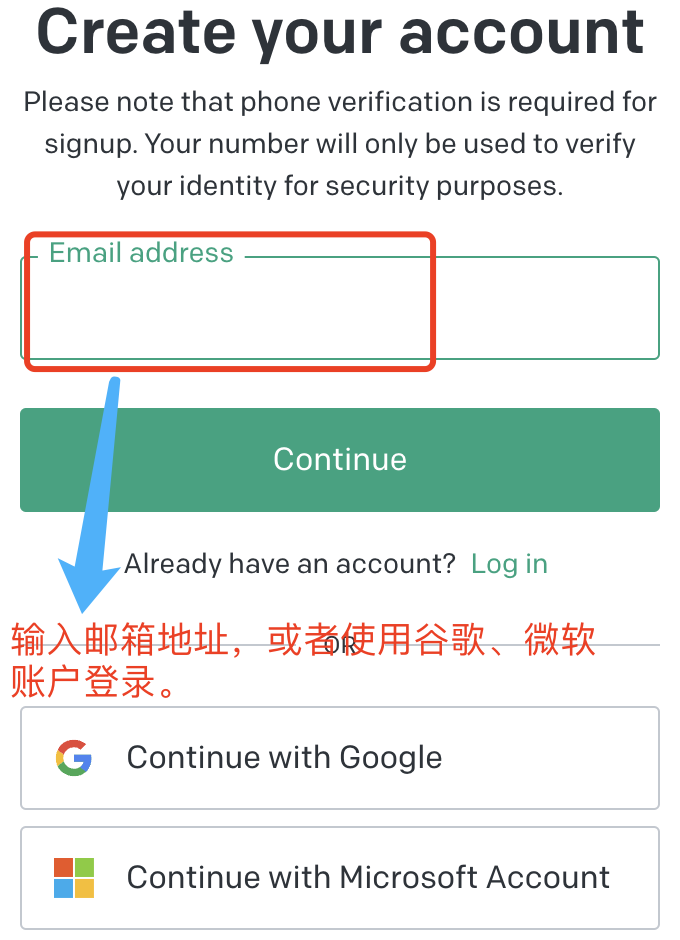 Create your account
Please note that phone verification is required for
signup. Your number will only be used to verify
your identity for security purposes.
Email address
Continue
Already have an account? Log in
OR
输入邮箱地址，或者使用谷歌、微软
账户登录。
Continue with Google
Continue with Microsoft Account